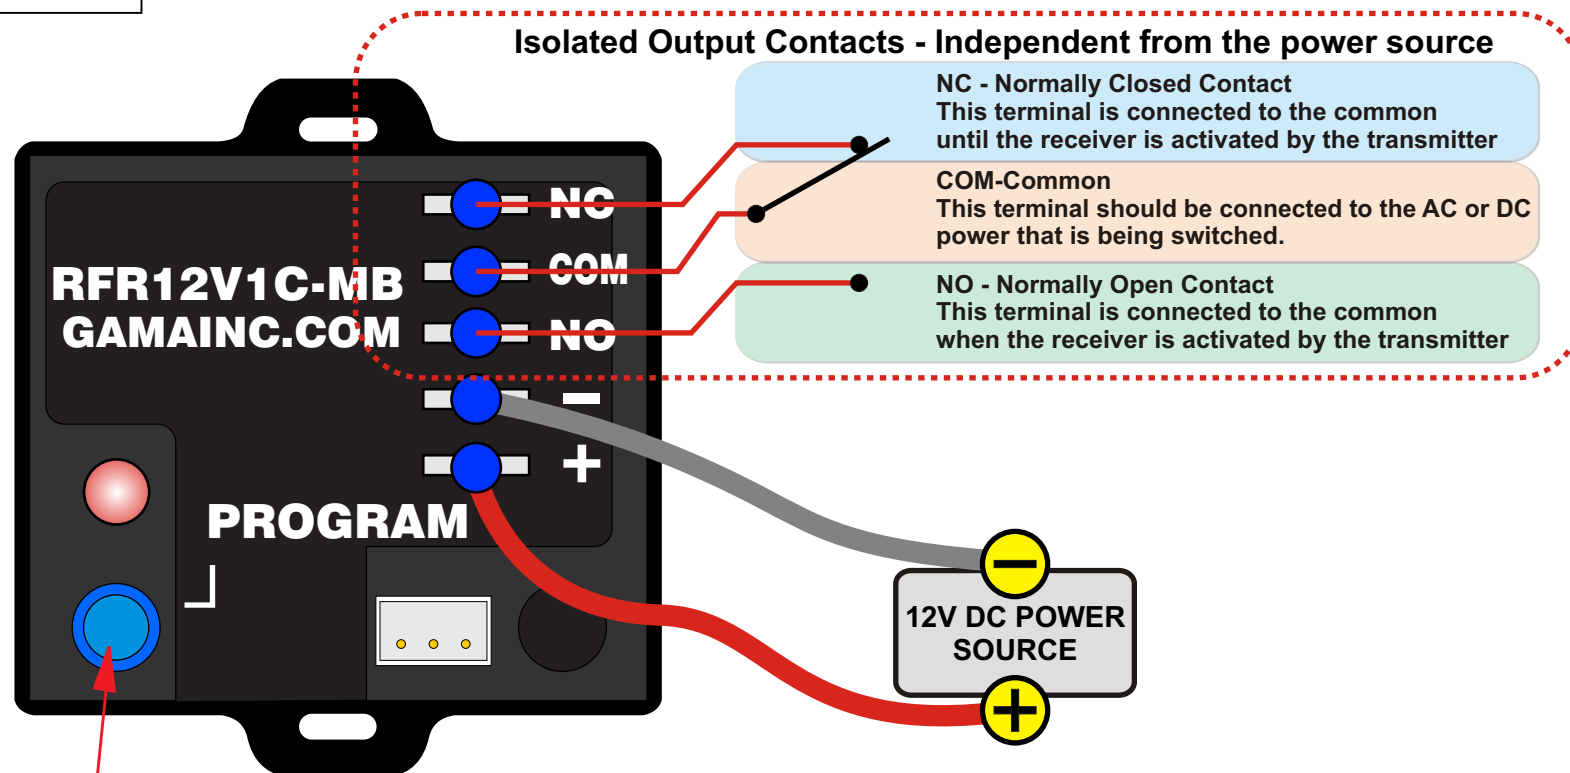 Isolated Output Contacts - Independent from the power source
NC - Normally Closed Contact
This terminal is connected to the common
until the receiver is activated by the transmitter
COM-Common
This terminal should be connected to the AC or DC
power that is being switched.
NO - Normally Open Contact
This terminal is connected to the common
when the receiver is activated by the transmitter
NC
COM
NO
RFR12V1C-MB
GAMAINC.COM
−
+
PROGRAM
−
12V DC POWER
SOURCE
+